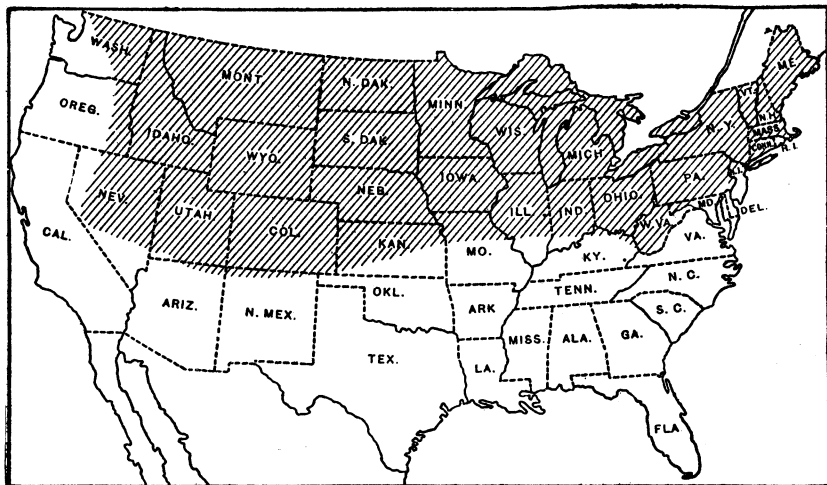 WASH.
MONT
N. DAK.
MINN.
ME.
VT.
N.H.
OREG.
IDAHO.
S. DAK.
WIS.
MICH
N. Y.
MASS
CONN.
R. I.
WYO.
IOWA
NEB.
PA.
N.J.
NEV.
UTAH
COL.
ILL.
IND.
OHIO.
MD
DEL.
W. VA.
CAL.
KAN.
MO.
KY.
VA.
ARIZ.
N. MEX.
OKL.
ARK
TENN.
N. C.
S. C.
TEX.
LA.
MISS.
ALA.
GA.
FLA